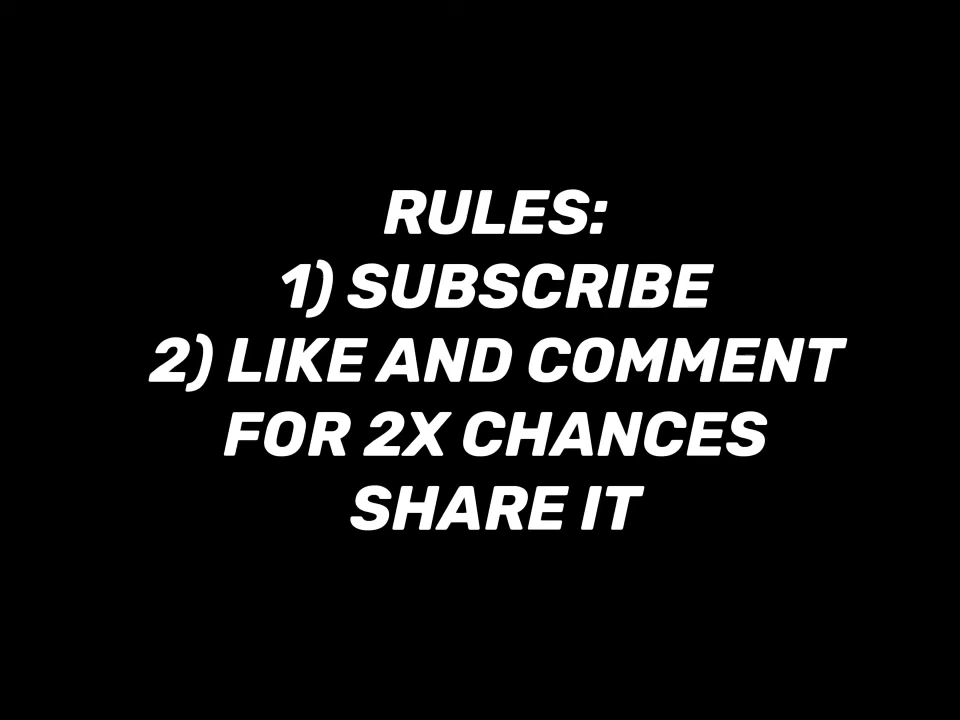 RULES:
1) SUBSCRIBE
2) LIKE AND COMMENT
FOR 2X CHANCES
SHARE IT